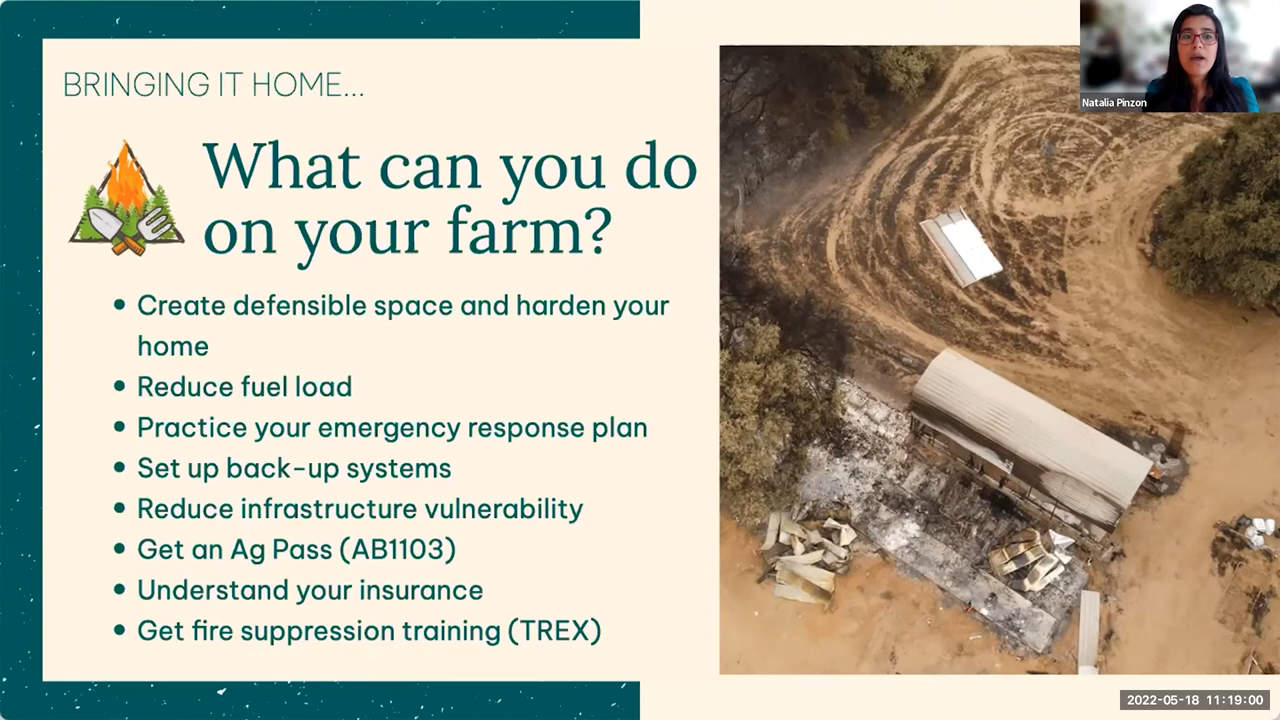 BRINGING IT HOME...
What can you do
on your farm?
• Create defensible space and harden your
home
• Reduce fuel load
• Practice your emergency response plan
• Set up back-up systems
• Reduce infrastructure vulnerability
• Get an Ag Pass (AB1103)
• Understand your insurance
• Get fire suppression training (TREX)
Natalia Pinzon
2022-05-18 11:19:00